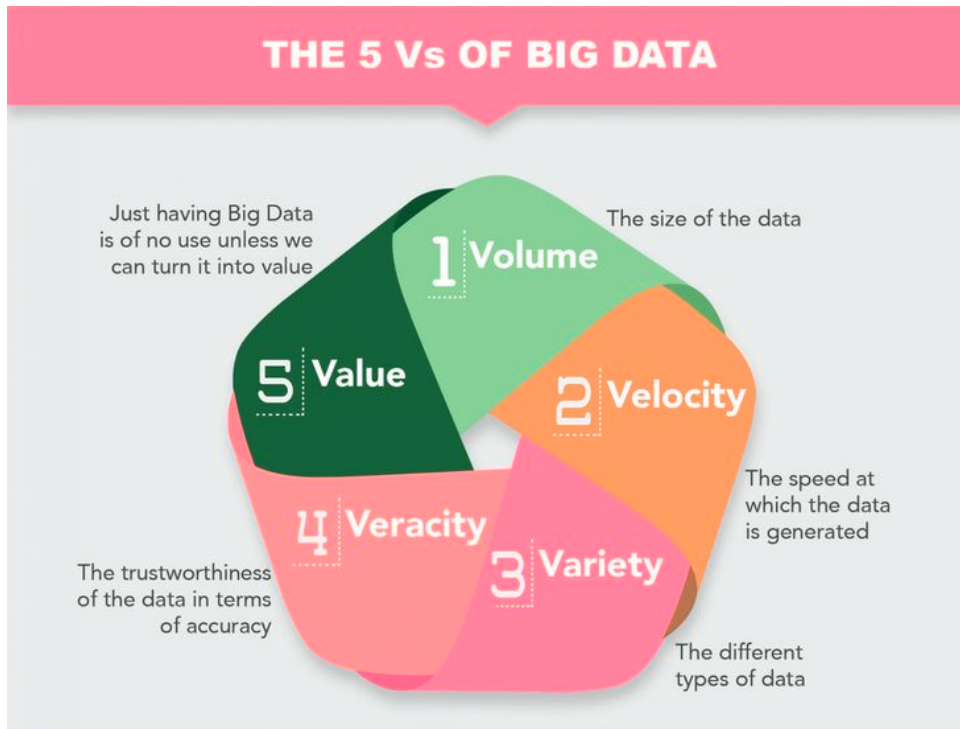 THE 5 Vs OF BIG DATA
1 Volume
The size of the data
2 Velocity
The speed at
which the data
is generated
3 Variety
The different
types of data
4 Veracity
The trustworthiness
of the data in terms
of accuracy
5 Value
Just having Big Data
is of no use unless we
can turn it into value